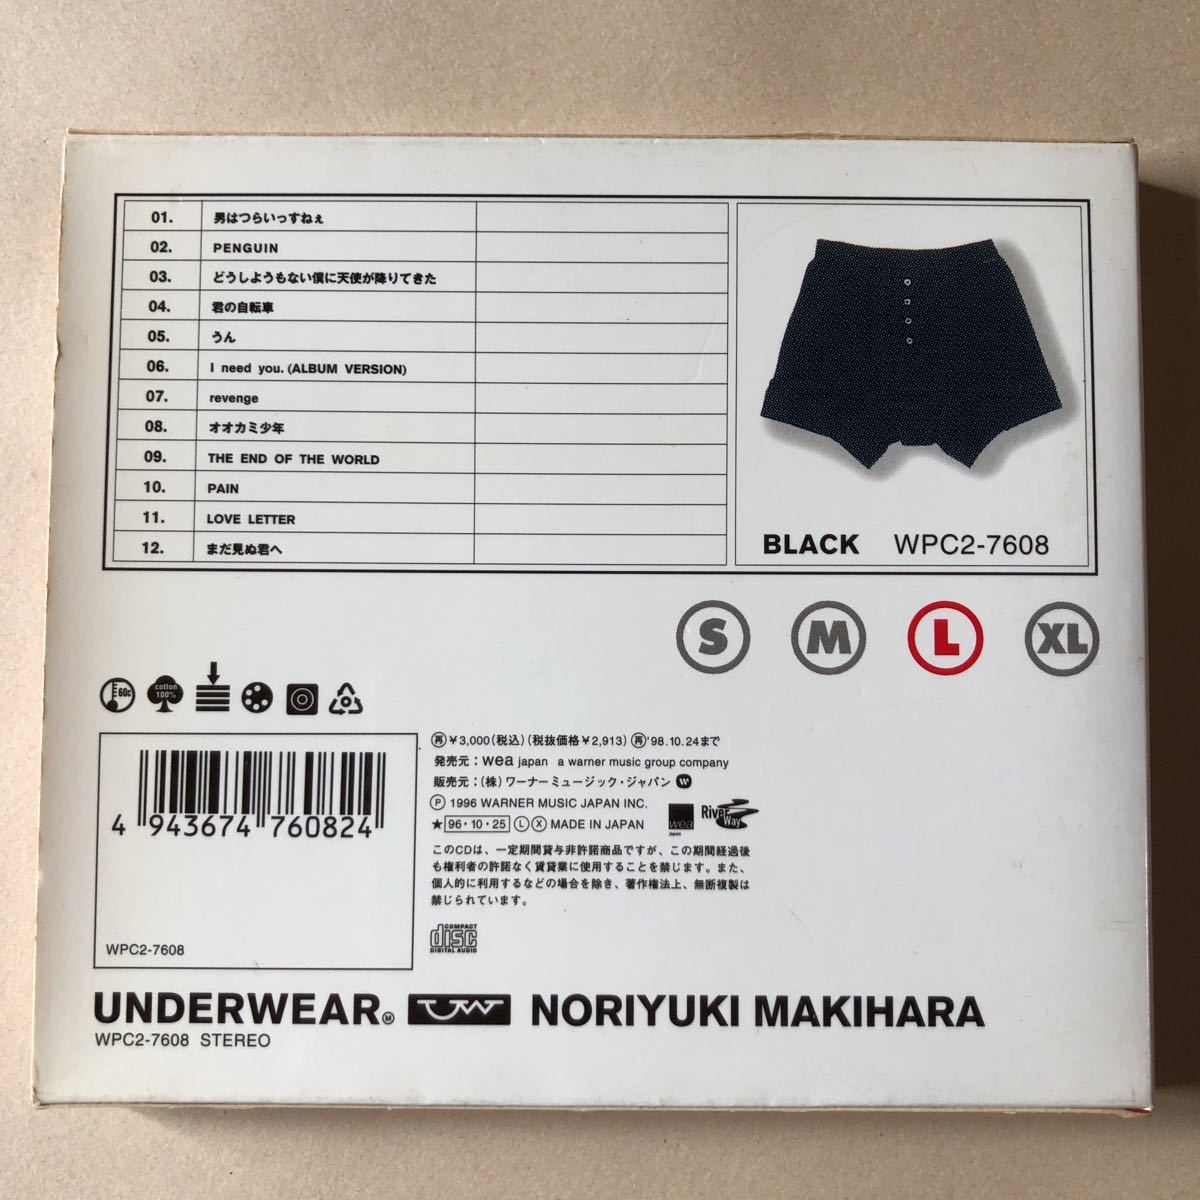 01. 男はつらいっすねぇ
02. PENGUIN
03. どうしようもない僕に天使が降りてきた
04. 君の自転車
05. うん
06. I need you. (ALBUM VERSION)
07. revenge
08. オオカミ少年
09. THE END OF THE WORLD
10. PAIN
11. LOVE LETTER
12. まだ見ぬ君へ
BLACK WPC2-7608
S M L XL
60c
cotton
100%
4 943674 760824
WPC2-7608
再 ¥3,000(税込)(税抜価格¥2,913) 再 '98.10.24まで
発売元:wea japan a warner music group company
販売元:(株)ワーナーミュージック・ジャパン
Ⓟ 1996 WARNER MUSIC JAPAN INC.
★ 96・10・25 Ⓛ Ⓧ MADE IN JAPAN
wea
japan
River Way
このCDは、一定期間貸与非許諾商品ですが、この期間経過後
も権利者の許諾なく賃貸業に使用することを禁じます。また、
個人的に利用するなどの場合を除き、著作権法上、無断複製は
禁じられています。
COMPACT
disc
DIGITAL AUDIO
UNDERWEAR Ⓜ UW NORIYUKI MAKIHARA
WPC2-7608 STEREO